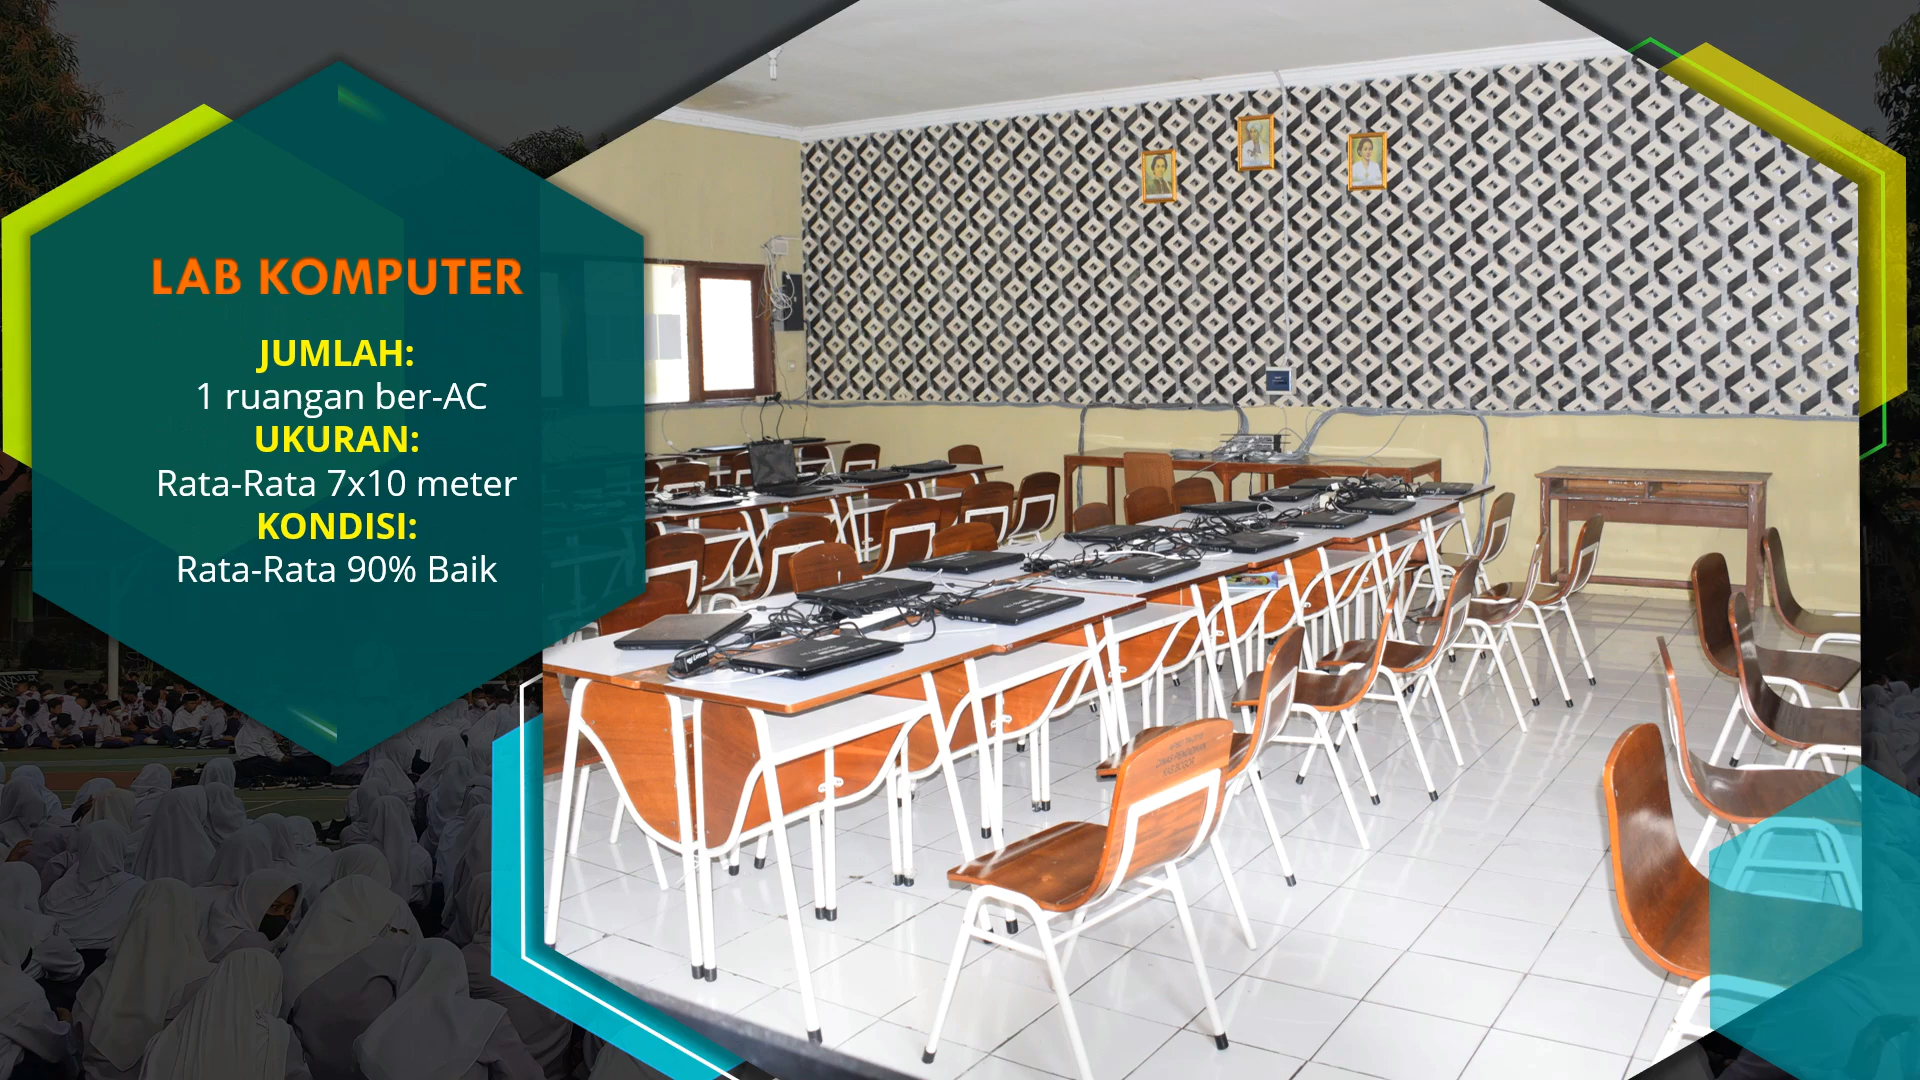 LAB KOMPUTER
JUMLAH:
1 ruangan ber-AC
UKURAN:
Rata-Rata 7x10 meter
KONDISI:
Rata-Rata 90% Baik